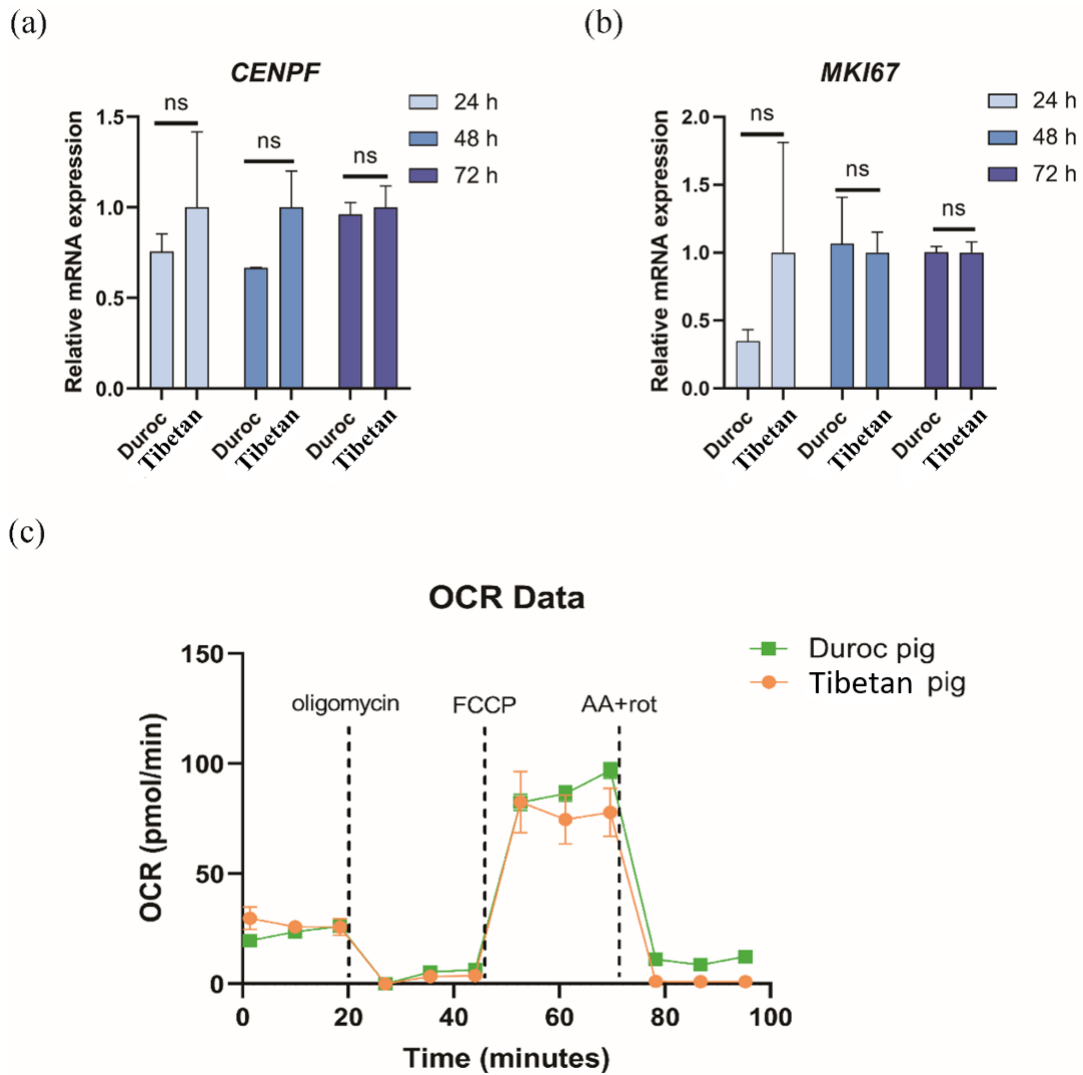 (a)
CENPF
24 h
48 h
72 h
ns
ns
ns
Relative mRNA expression
1.5
1.0
0.5
0.0
Duroc
Tibetan
Duroc
Tibetan
Duroc
Tibetan
(b)
MKI67
24 h
48 h
72 h
ns
ns
ns
Relative mRNA expression
2.0
1.5
1.0
0.5
0.0
Duroc
Tibetan
Duroc
Tibetan
Duroc
Tibetan
(c)
OCR Data
Duroc pig
Tibetan pig
oligomycin
FCCP
AA+rot
OCR (pmol/min)
150
100
50
0
0 20 40 60 80 100
Time (minutes)